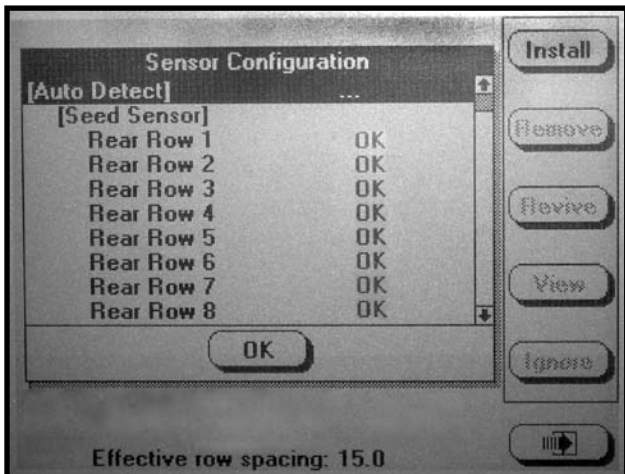 Sensor Configuration
[Auto Detect] ...
[Seed Sensor]
Rear Row 1 OK
Rear Row 2 OK
Rear Row 3 OK
Rear Row 4 OK
Rear Row 5 OK
Rear Row 6 OK
Rear Row 7 OK
Rear Row 8 OK
OK
Effective row spacing: 15.0
Install
Remove
Revive
View
Ignore